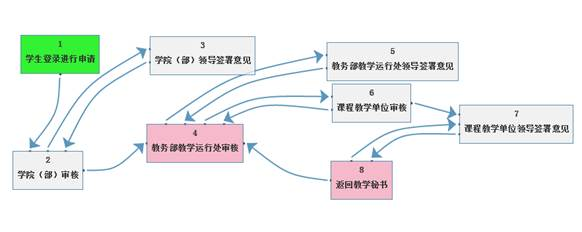 1
学生登录进行申请
3
学院（部）领导签署意见
5
教务部教学运行处领导签署意见
6
课程教学单位审核
7
课程教学单位领导签署意见
4
教务部教学运行处审核
2
学院（部）审核
8
返回教学秘书